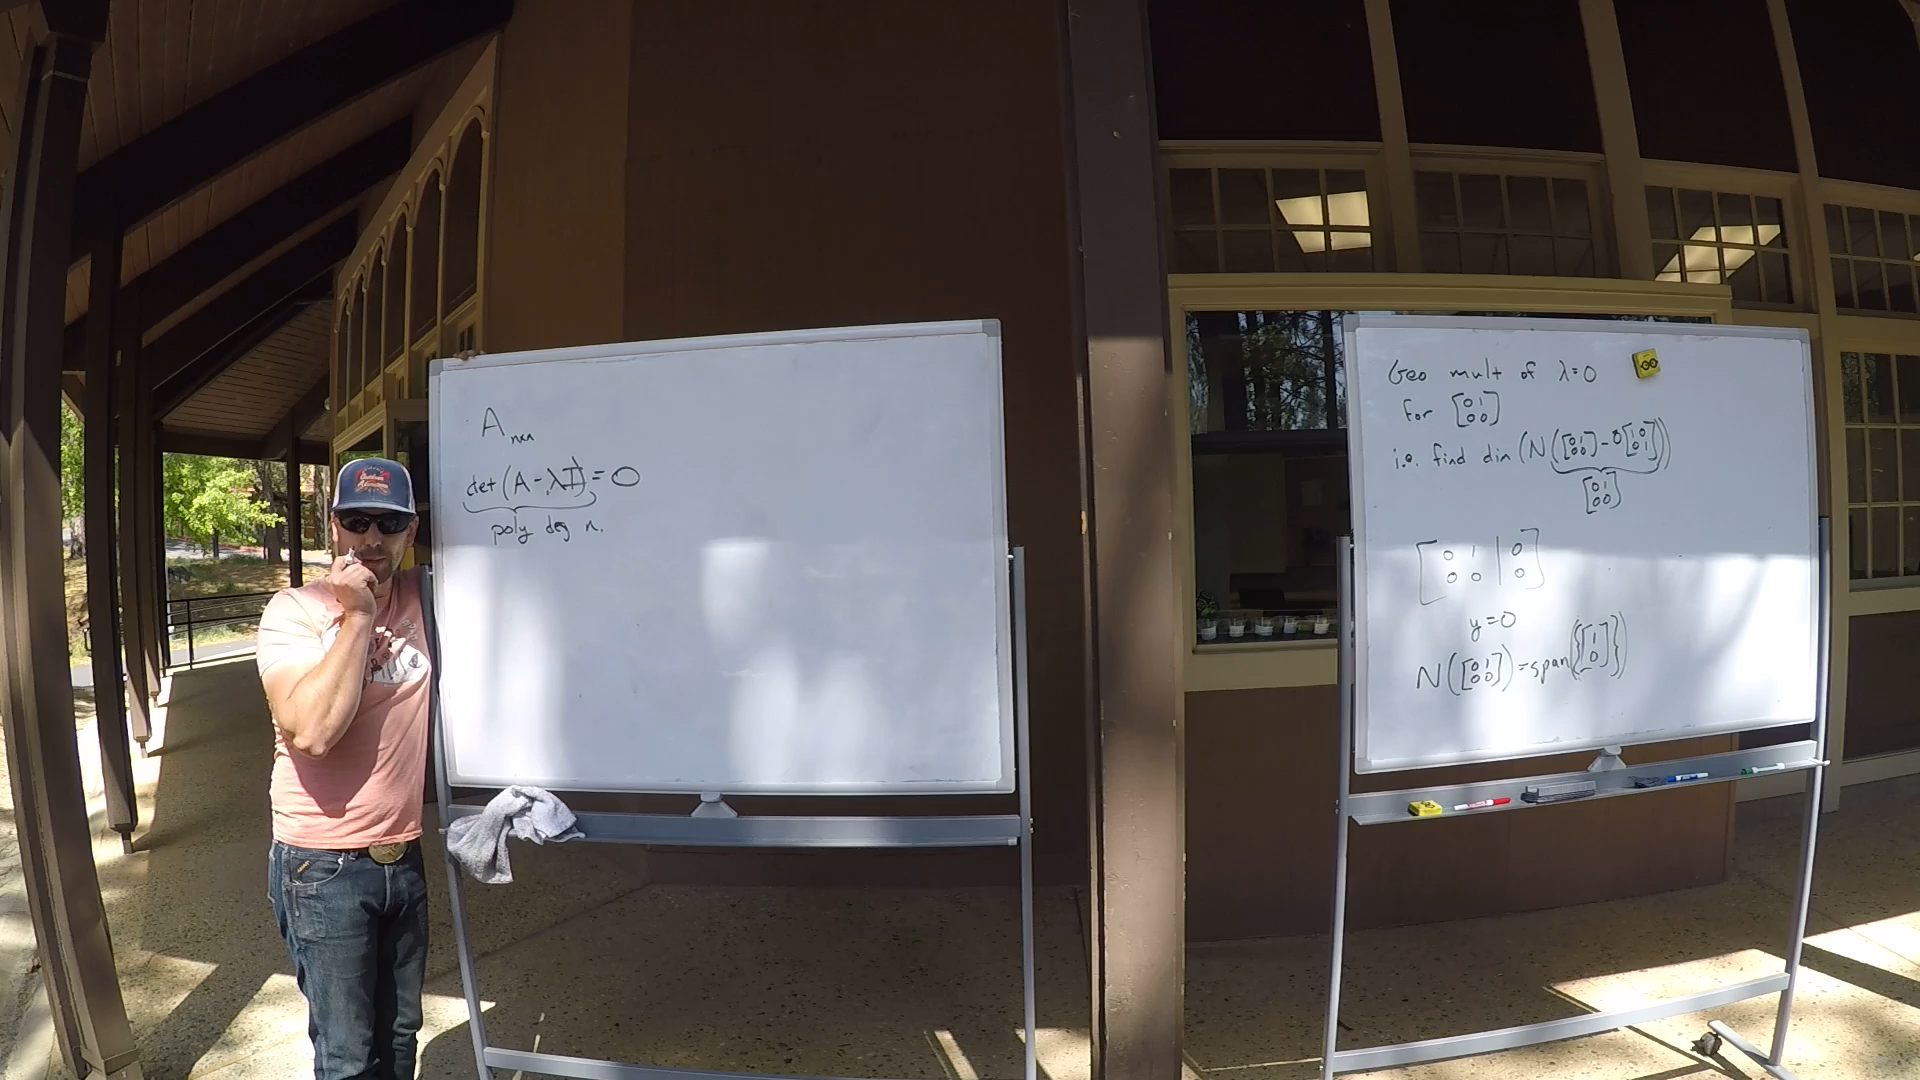 A nxn
det(A - λI) = 0
poly deg n.
Geo mult of λ=0
for [0 1; 0 0]
i.e. find dim (N([0 1; 0 0] - 0[1 0; 0 1]))
[0 1; 0 0]
[0 1 | 0; 0 0 | 0]
y=0
N([0 1; 0 0]) = span({[1; 0]})